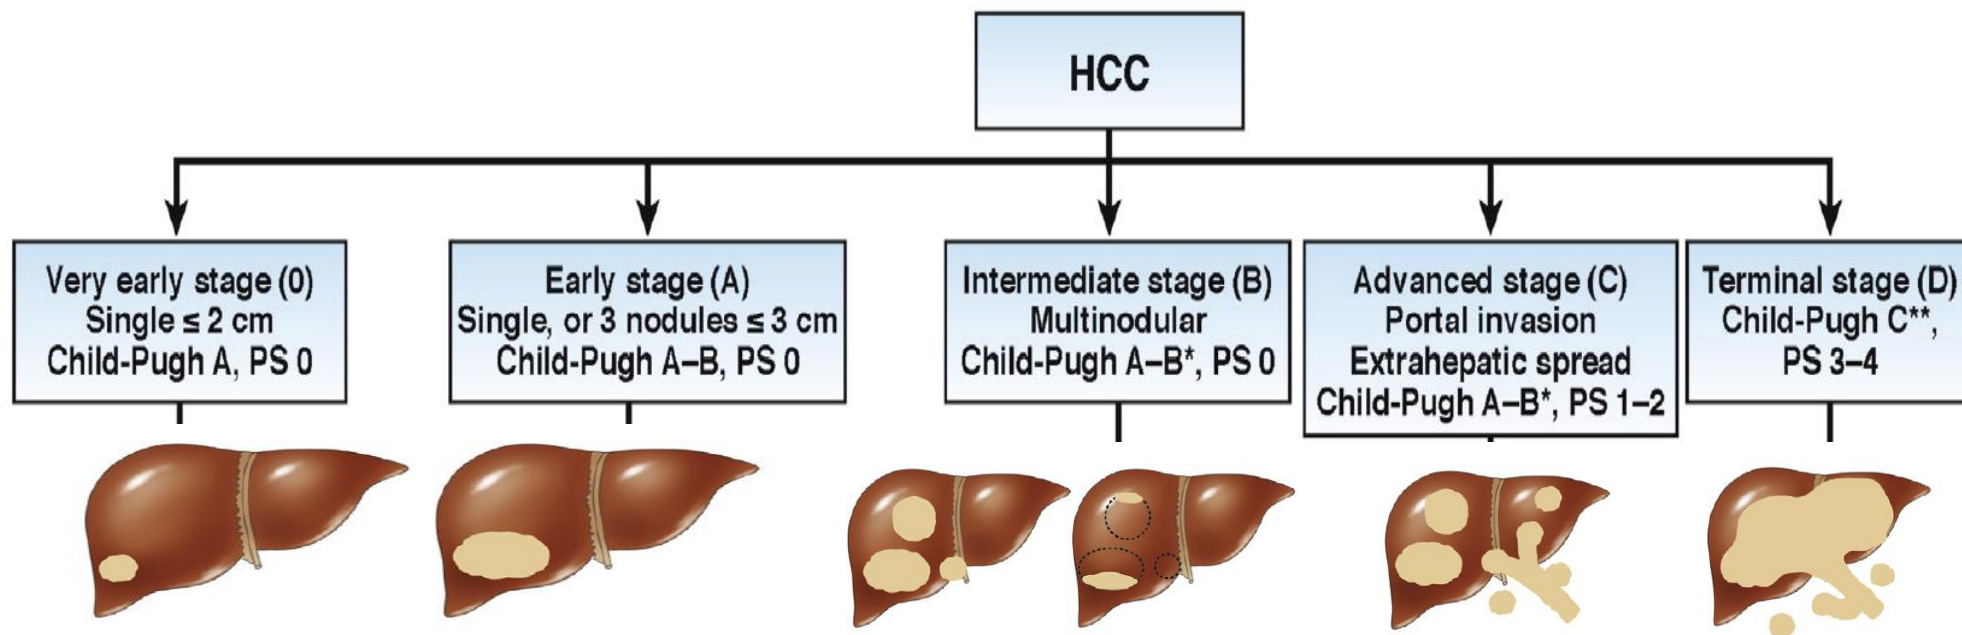 HCC
Very early stage (0)
Single ≤ 2 cm
Child-Pugh A, PS 0
Early stage (A)
Single, or 3 nodules ≤ 3 cm
Child-Pugh A–B, PS 0
Intermediate stage (B)
Multinodular
Child-Pugh A–B*, PS 0
Advanced stage (C)
Portal invasion
Extrahepatic spread
Child-Pugh A–B*, PS 1–2
Terminal stage (D)
Child-Pugh C**,
PS 3–4